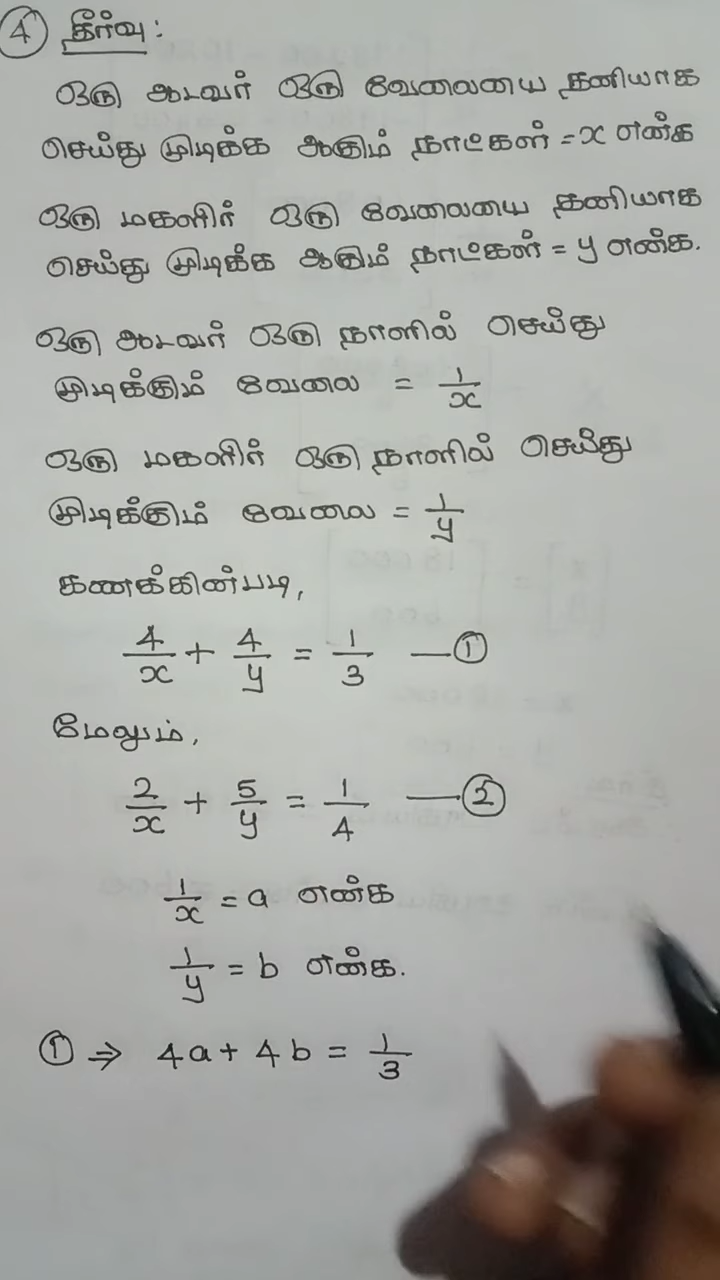 ④ தீர்வு:
ஒரு ஆடவர் ஒரு வேலையை தனியாக
செய்து முடிக்க ஆகும் நாட்கள் = x என்க
ஒரு மகளிர் ஒரு வேலையை தனியாக
செய்து முடிக்க ஆகும் நாட்கள் = y என்க.
ஒரு ஆடவர் ஒரு நாளில் செய்து
முடிக்கும் வேலை = 1/x
ஒரு மகளிர் ஒரு நாளில் செய்து
முடிக்கும் வேலை = 1/y
கணக்கின்படி,
4/x + 4/y = 1/3 —①
மேலும்,
2/x + 5/y = 1/4 —②
1/x = a என்க
1/y = b என்க.
① ⇒ 4a + 4b = 1/3